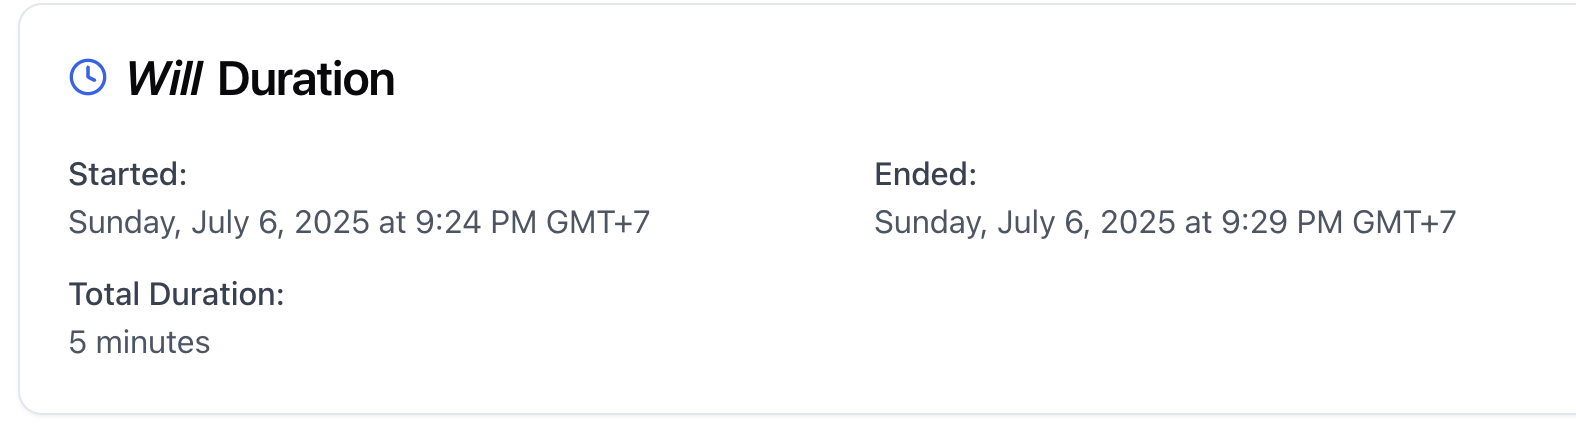 Will Duration
Started:
Sunday, July 6, 2025 at 9:24 PM GMT+7
Ended:
Sunday, July 6, 2025 at 9:29 PM GMT+7
Total Duration:
5 minutes